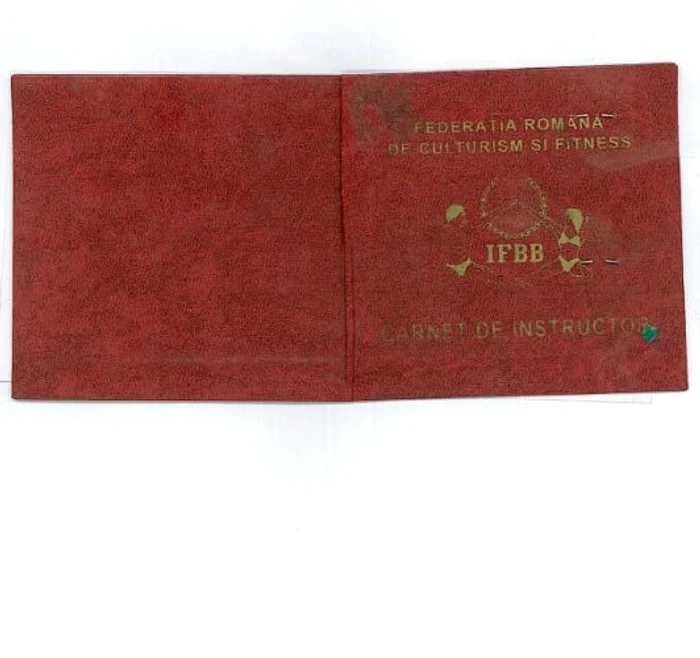 FEDERATIA ROMANA
DE CULTURISM SI FITNESS
IFBB
CARNET DE INSTRUCTOR